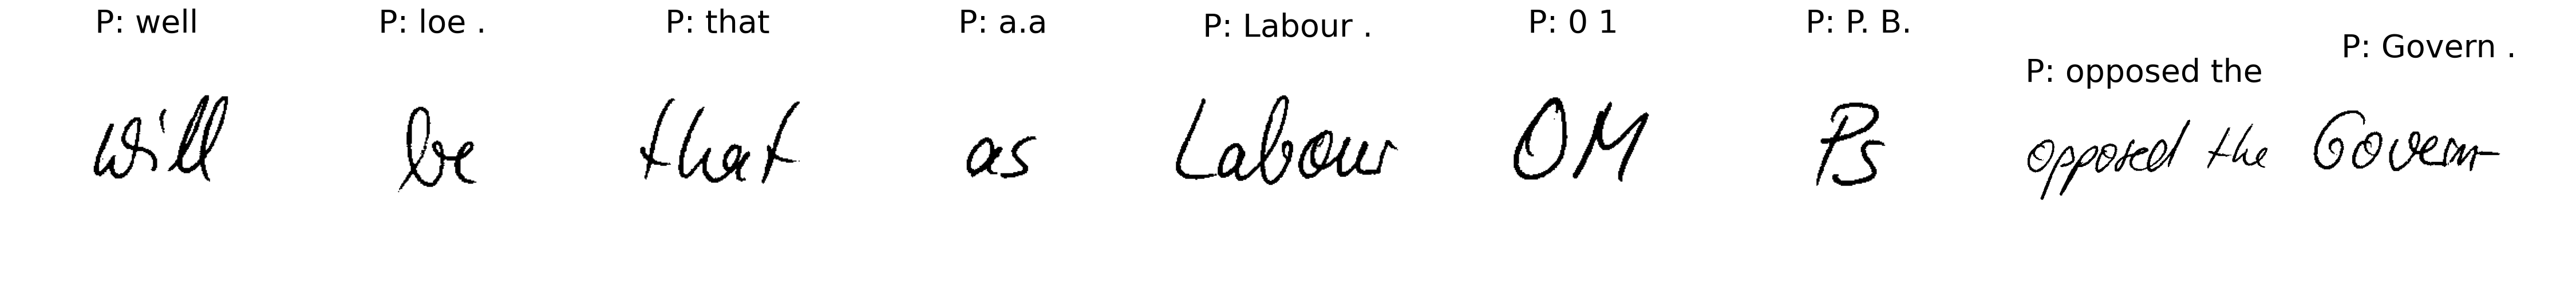 P: well P: loe . P: that P: a.a P: Labour . P: 0 1 P: P. B. P: opposed the P: Govern .
will be that as Labour OM Ps opposed the Govern-